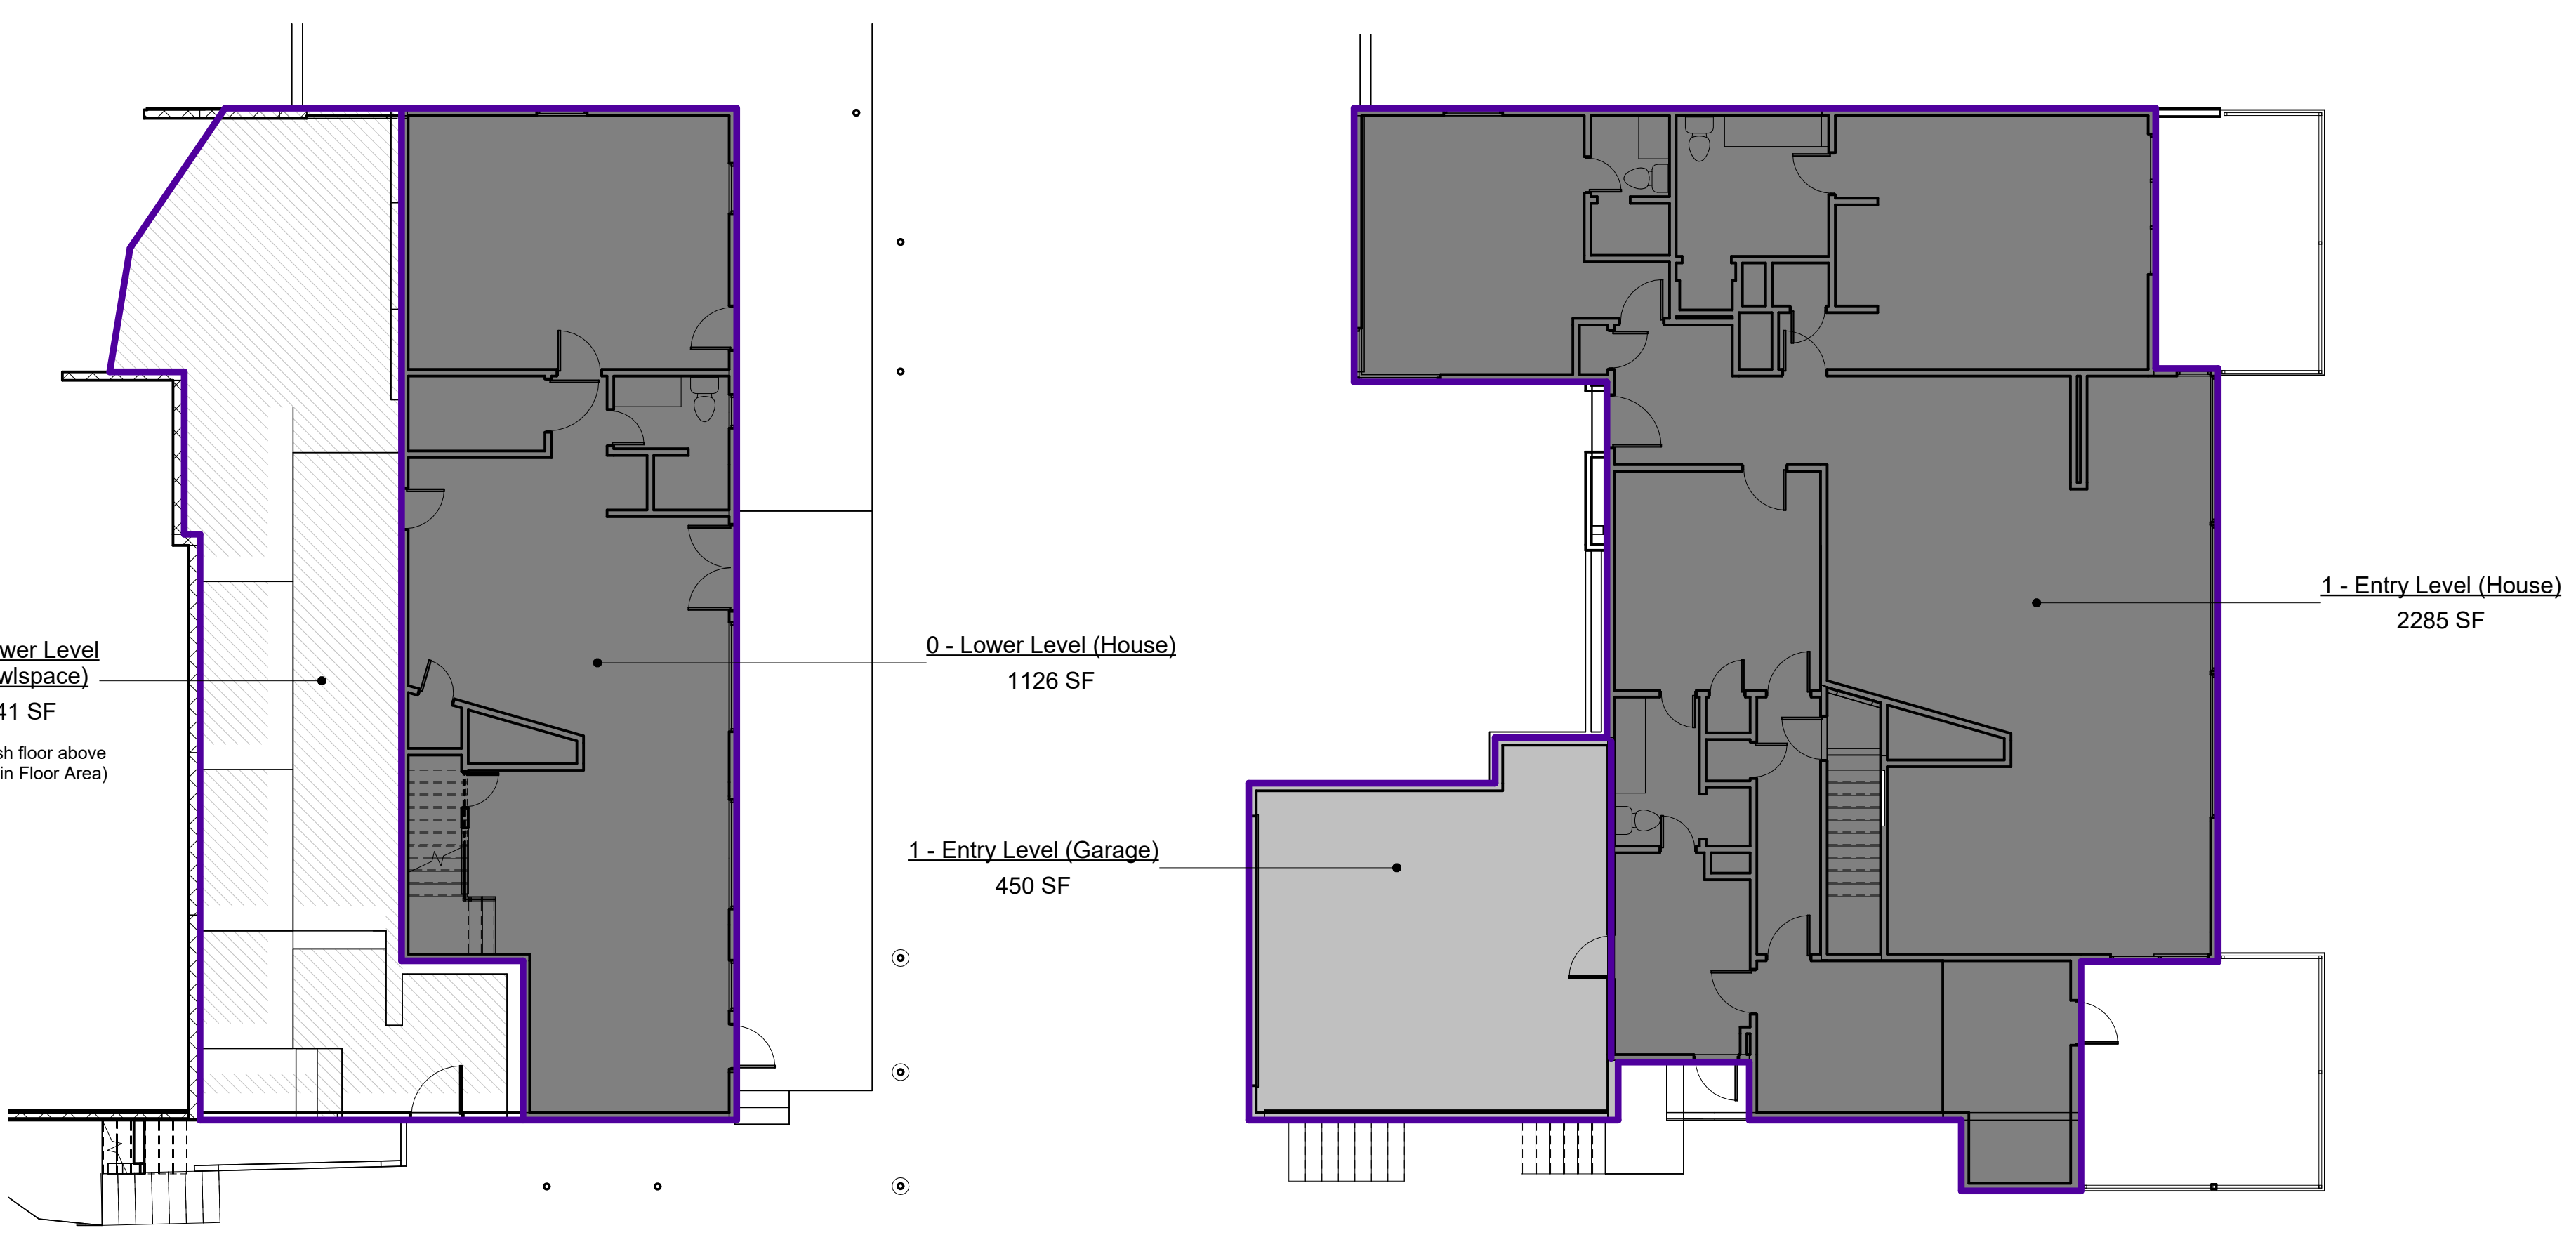 wer Level
wlspace)
41 SF
sh floor above
in Floor Area)
0 - Lower Level (House)
1126 SF
1 - Entry Level (Garage)
450 SF
1 - Entry Level (House)
2285 SF